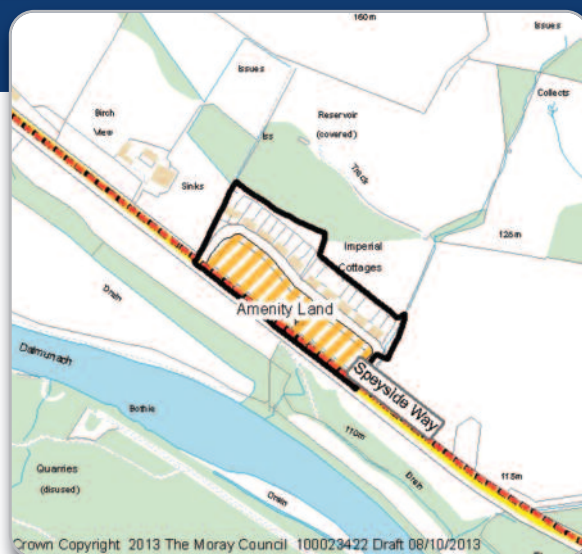 160m
Issues
Issues
Collects
Birch
View
Reservoir
(covered)
Iss
Track
Sinks
126m
Imperial
Cottages
Drain
Amenity Land
Speyside Way
Dalmunach
Bothie
110m
Drain
115m
Quarries
(disused)
Drain
Crown Copyright 2013 The Moray Council 100023422 Draft 08/10/2013